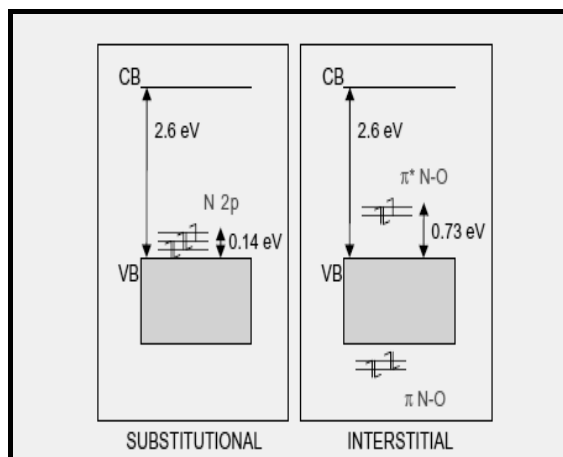 CB
2.6 eV
N 2p
0.14 eV
VB
SUBSTITUTIONAL
CB
2.6 eV
π* N-O
0.73 eV
VB
π N-O
INTERSTITIAL